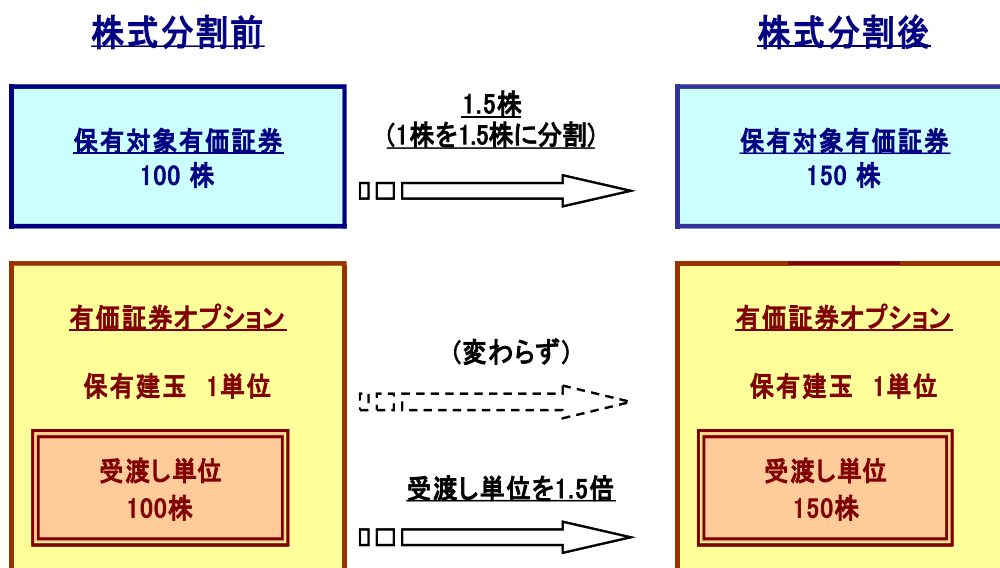 株式分割前
株式分割後
保有対象有価証券
100 株
1.5株
(1株を1.5株に分割)
保有対象有価証券
150 株
有価証券オプション
保有建玉 1単位
受渡し単位
100株
(変わらず)
受渡し単位を1.5倍
有価証券オプション
保有建玉 1単位
受渡し単位
150株